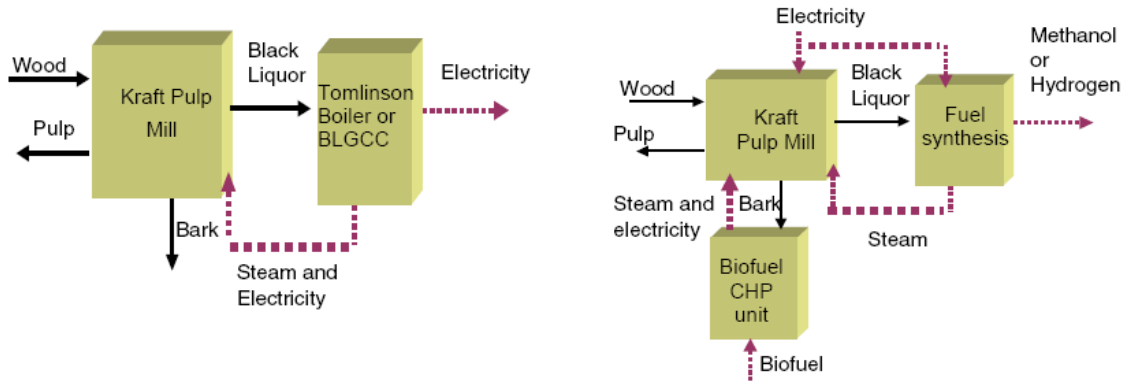 Wood
Pulp
Kraft Pulp
Mill
Black
Liquor
Tomlinson
Boiler or
BLGCC
Electricity
Bark
Steam and
Electricity
Electricity
Methanol
or
Hydrogen
Wood
Pulp
Kraft
Pulp Mill
Black
Liquor
Fuel
synthesis
Steam and
electricity
Bark
Steam
Biofuel
CHP
unit
Biofuel